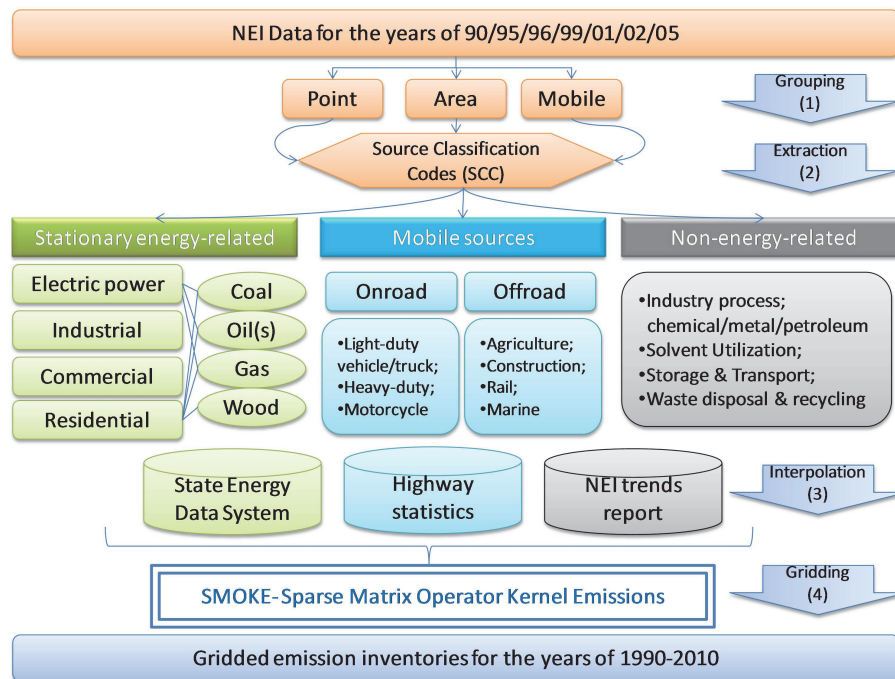 NEI Data for the years of 90/95/96/99/01/02/05
Point
Area
Mobile
Grouping
(1)
Source Classification
Codes (SCC)
Extraction
(2)
Stationary energy-related
Mobile sources
Non-energy-related
Electric power
Industrial
Commercial
Residential
Coal
Oil(s)
Gas
Wood
Onroad
Offroad
•Light-duty
vehicle/truck;
•Heavy-duty;
•Motorcycle
•Agriculture;
•Construction;
•Rail;
•Marine
•Industry process;
chemical/metal/petroleum
•Solvent Utilization;
•Storage & Transport;
•Waste disposal & recycling
State Energy
Data System
Highway
statistics
NEI trends
report
Interpolation
(3)
SMOKE-Sparse Matrix Operator Kernel Emissions
Gridding
(4)
Gridded emission inventories for the years of 1990-2010